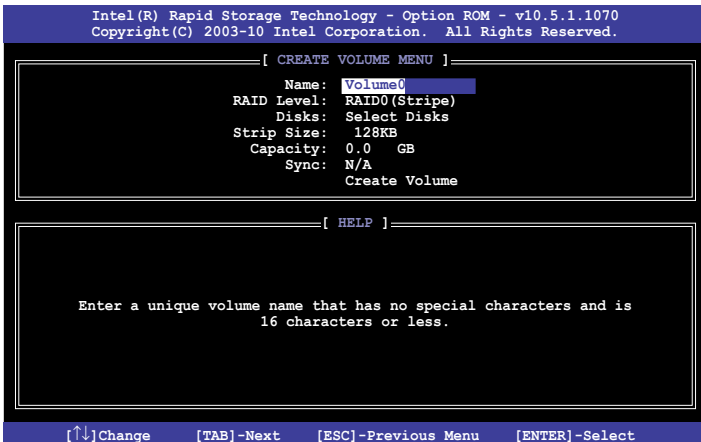 Intel(R) Rapid Storage Technology - Option ROM - v10.5.1.1070
Copyright(C) 2003-10 Intel Corporation. All Rights Reserved.
[ CREATE VOLUME MENU ]
Name: Volume0
RAID Level: RAID0(Stripe)
Disks: Select Disks
Strip Size: 128KB
Capacity: 0.0 GB
Sync: N/A
Create Volume
[ HELP ]
Enter a unique volume name that has no special characters and is
16 characters or less.
[↑↓]Change [TAB]-Next [ESC]-Previous Menu [ENTER]-Select